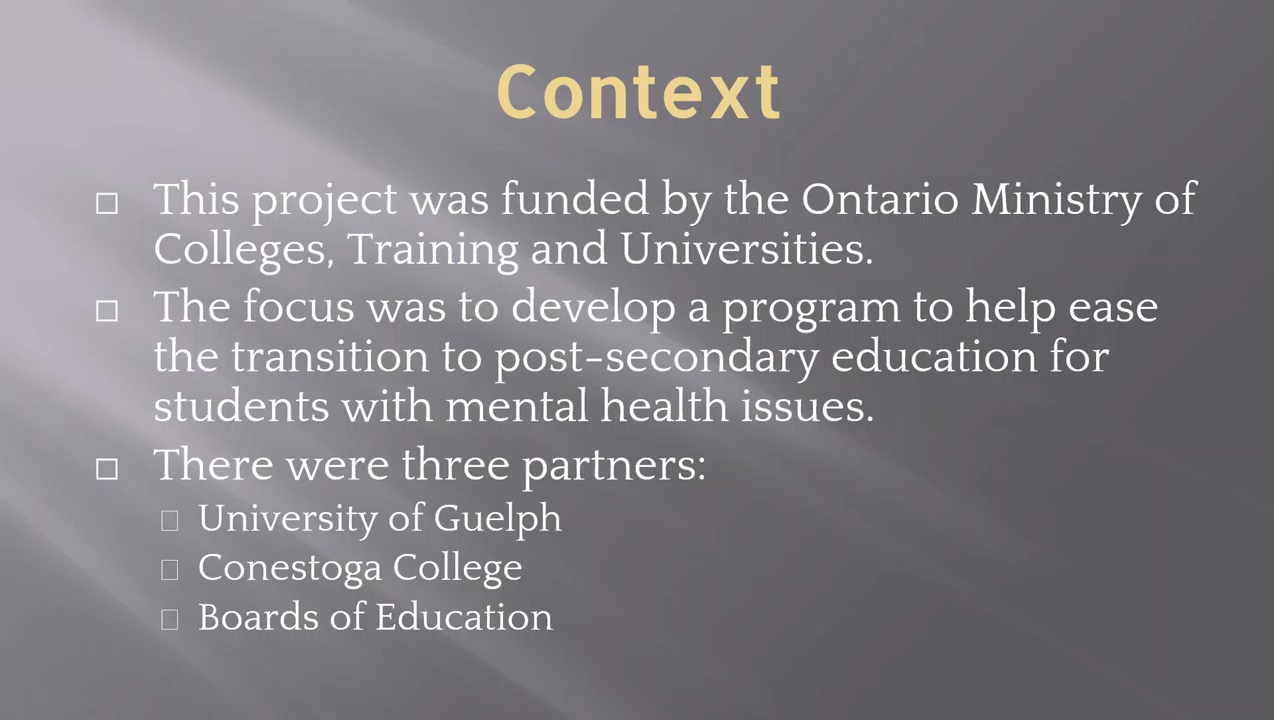 Context
□ This project was funded by the Ontario Ministry of
Colleges, Training and Universities.
□ The focus was to develop a program to help ease
the transition to post-secondary education for
students with mental health issues.
□ There were three partners:
University of Guelph
Conestoga College
Boards of Education